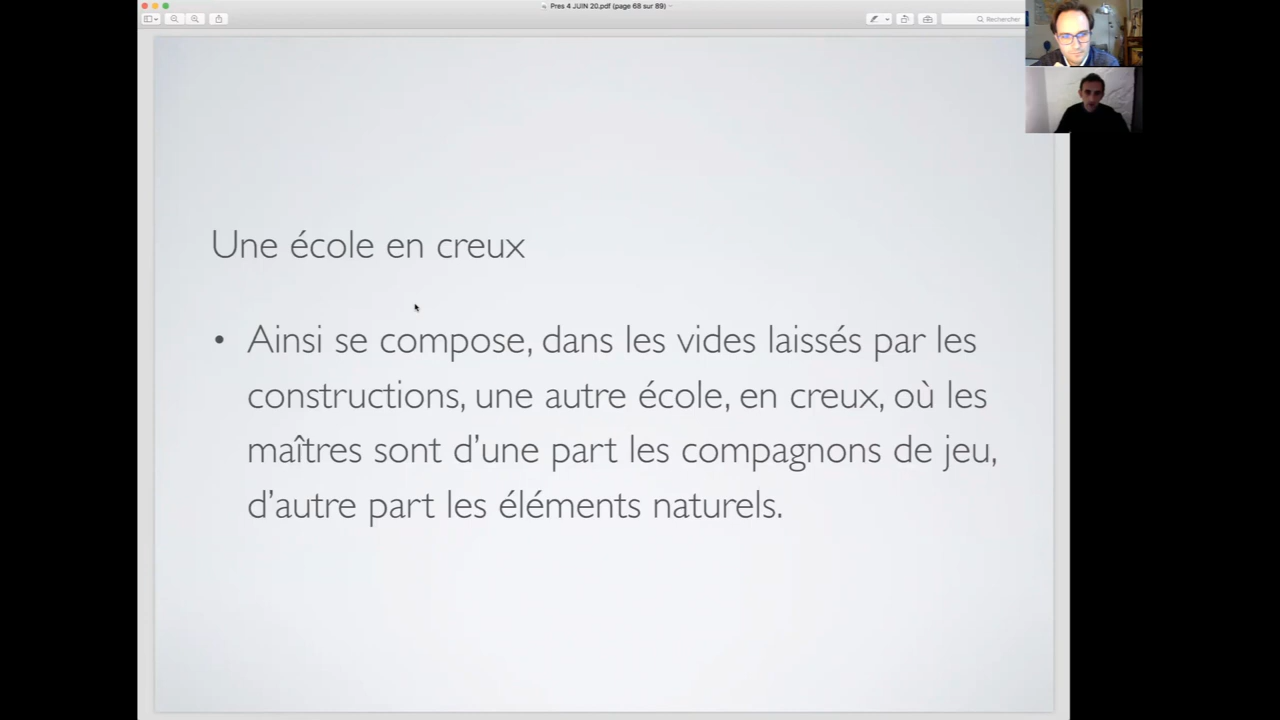 Pres 4 JUIN 20.pdf (page 68 sur 89)
Rechercher
Une école en creux
• Ainsi se compose, dans les vides laissés par les
constructions, une autre école, en creux, où les
maîtres sont d’une part les compagnons de jeu,
d’autre part les éléments naturels.